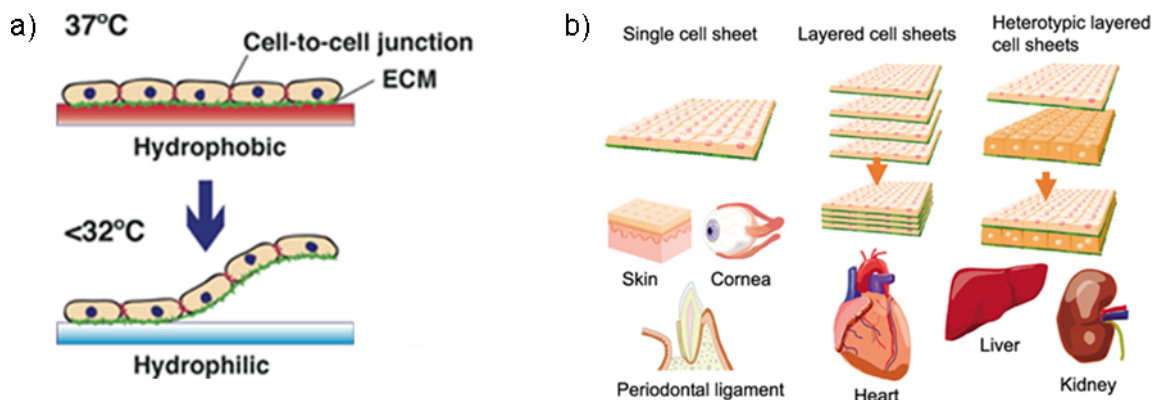 a)
37°C
Cell-to-cell junction
ECM
Hydrophobic
<32°C
Hydrophilic
b)
Single cell sheet
Layered cell sheets
Heterotypic layered
cell sheets
Skin
Cornea
Periodontal ligament
Heart
Liver
Kidney